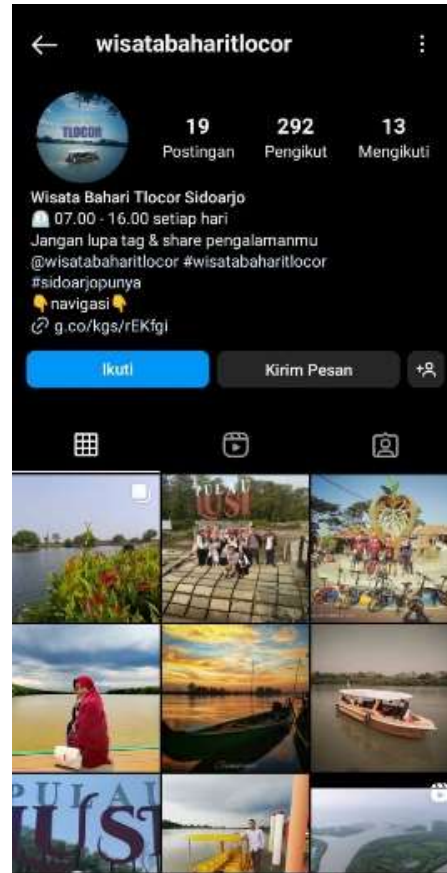 wisatabaharitlocor
TLOCOR
19
Postingan
292
Pengikut
13
Mengikuti
Wisata Bahari Tlocor Sidoarjo
07.00 - 16.00 setiap hari
Jangan lupa tag & share pengalamanmu
@wisatabaharitlocor #wisatabaharitlocor
#sidoarjopunya
👇navigasi👇
g.co/kgs/rEKfgi
Ikuti
Kirim Pesan
PULAU
LUSI
PULAU
LUSI